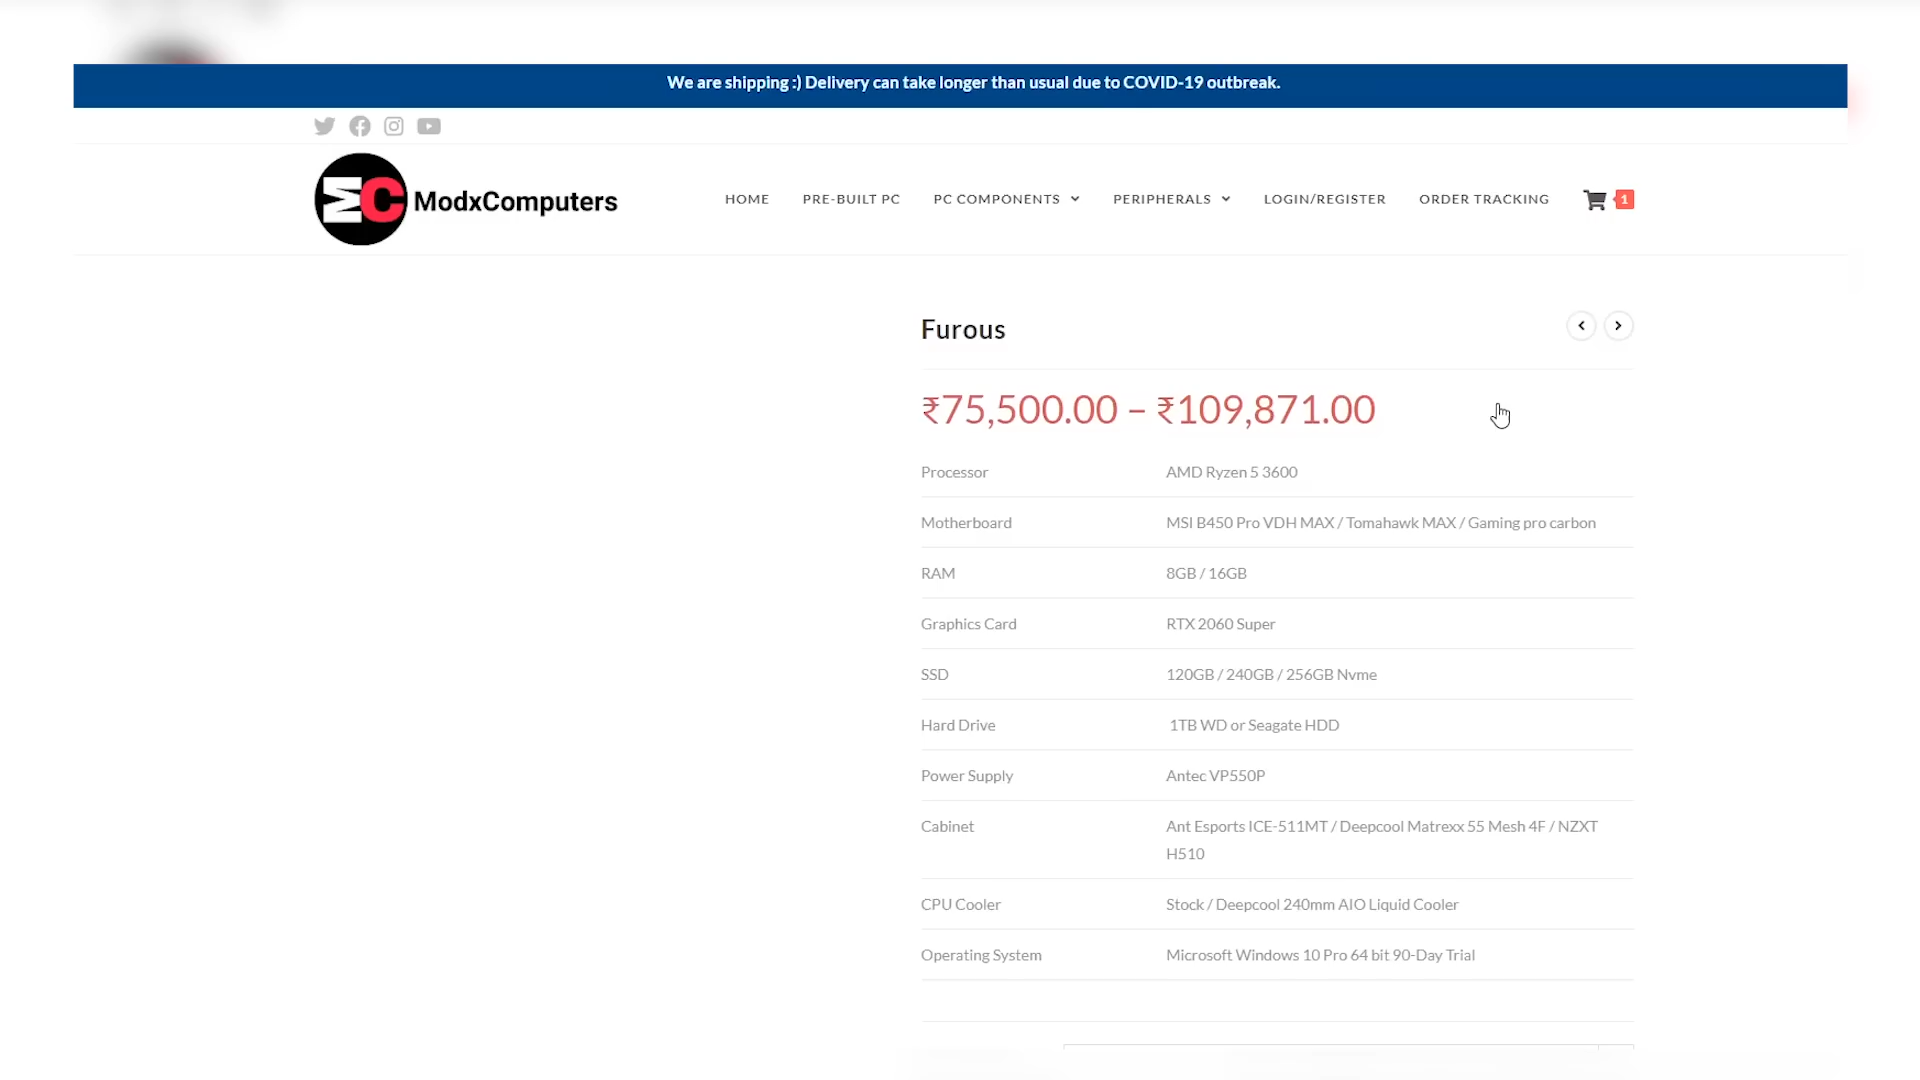 We are shipping :) Delivery can take longer than usual due to COVID-19 outbreak.
MC ModxComputers
HOME PRE-BUILT PC PC COMPONENTS PERIPHERALS LOGIN/REGISTER ORDER TRACKING 1
Furous
₹75,500.00 – ₹109,871.00
Processor AMD Ryzen 5 3600
Motherboard MSI B450 Pro VDH MAX / Tomahawk MAX / Gaming pro carbon
RAM 8GB / 16GB
Graphics Card RTX 2060 Super
SSD 120GB / 240GB / 256GB Nvme
Hard Drive 1TB WD or Seagate HDD
Power Supply Antec VP550P
Cabinet Ant Esports ICE-511MT / Deepcool Matrexx 55 Mesh 4F / NZXT
H510
CPU Cooler Stock / Deepcool 240mm AIO Liquid Cooler
Operating System Microsoft Windows 10 Pro 64 bit 90-Day Trial